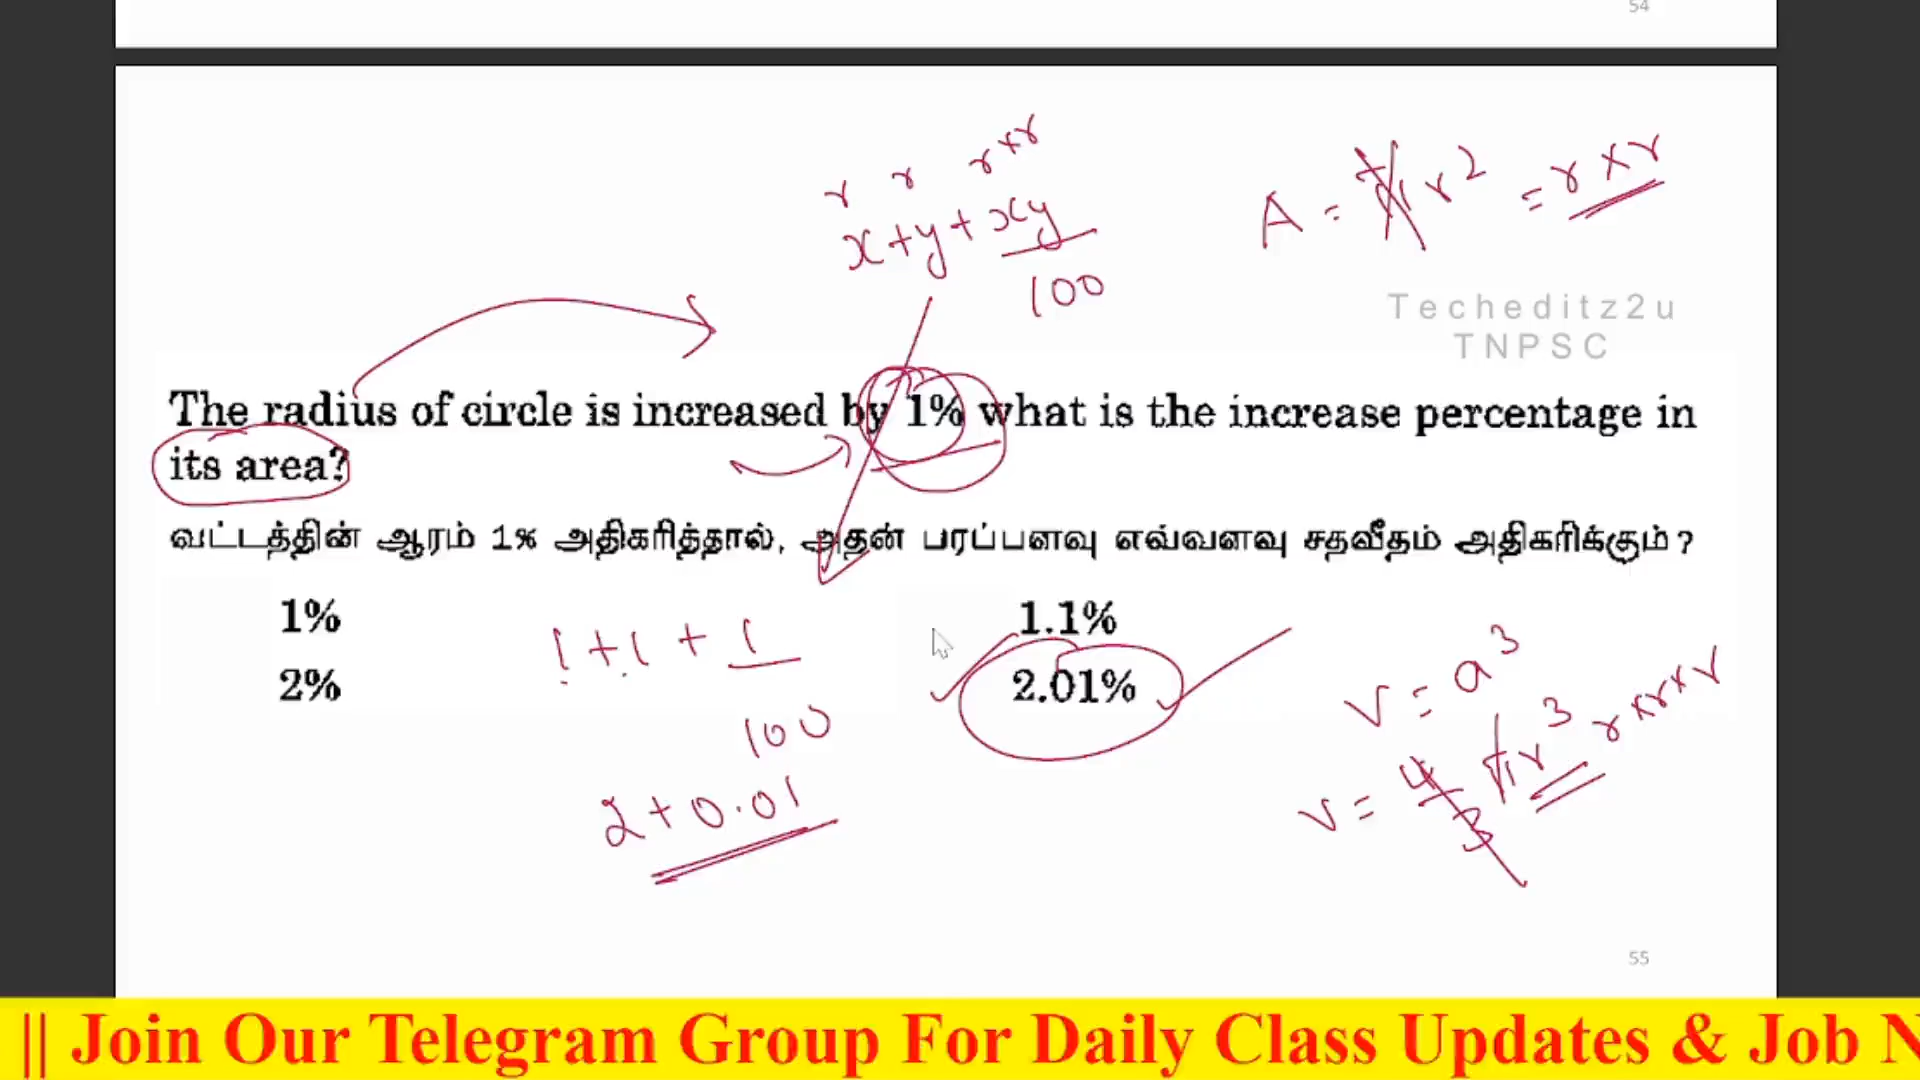 54
r r r×r
x+y+xy
100
A = πr2 = r×r
Techeditz2u
TNPSC
The radius of circle is increased by 1% what is the increase percentage in
its area?
வட்டத்தின் ஆரம் 1% அதிகரித்தால், அதன் பரப்பளவு எவ்வளவு சதவீதம் அதிகரிக்கும்?
1% 1.1%
2% 2.01%
1+1+1
100
2+0.01
V = a3
V = 4 πr3 r×r×r
3
55
|| Join Our Telegram Group For Daily Class Updates & Job N